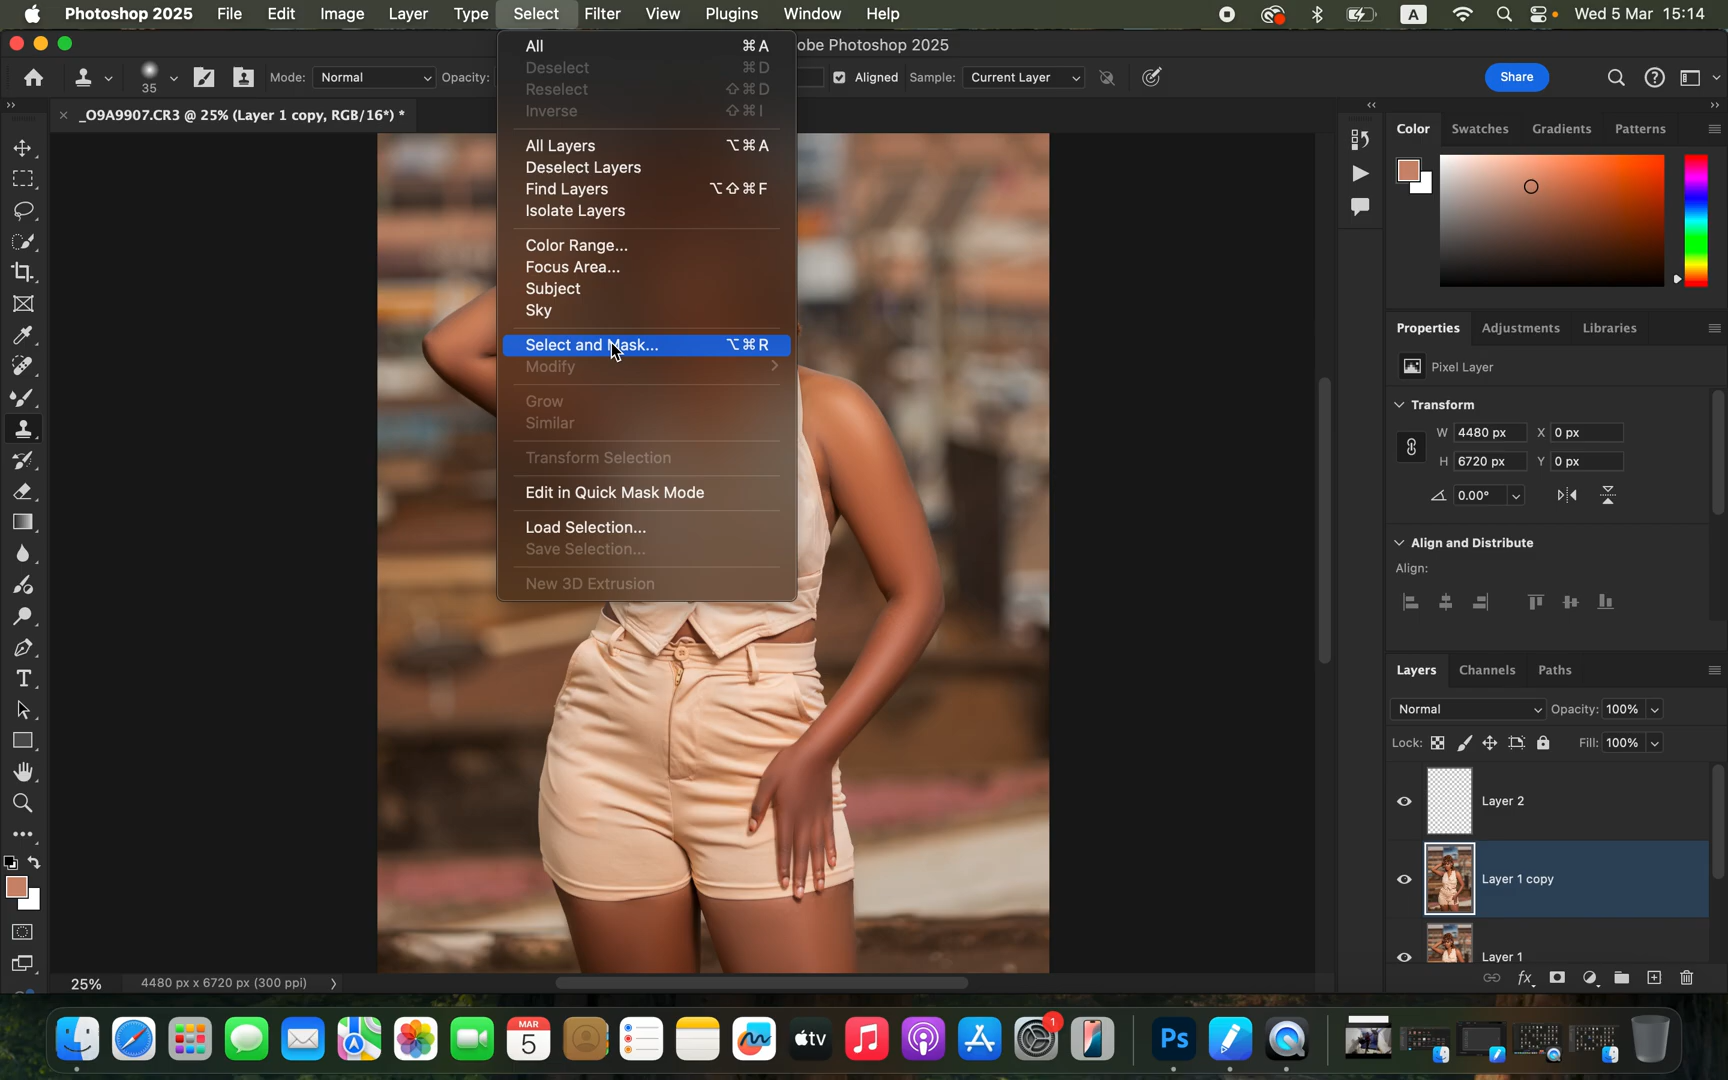 Photoshop 2025 File Edit Image Layer Type Select Filter View Plugins Window Help A Wed 5 Mar 15:14
obe Photoshop 2025
35 Mode: Normal Opacity: Aligned Sample: Current Layer Share
× _O9A9907.CR3 @ 25% (Layer 1 copy, RGB/16*) *
All ⌘A
Deselect ⌘D
Reselect ⇧⌘D
Inverse ⇧⌘I
All Layers ⌥⌘A
Deselect Layers
Find Layers ⌥⇧⌘F
Isolate Layers
Color Range...
Focus Area...
Subject
Sky
Select and Mask... ⌥⌘R
Modify >
Grow
Similar
Transform Selection
Edit in Quick Mask Mode
Load Selection...
Save Selection...
New 3D Extrusion
Color Swatches Gradients Patterns
Properties Adjustments Libraries
Pixel Layer
Transform
W 4480 px X 0 px
H 6720 px Y 0 px
0.00°
Align and Distribute
Align:
Layers Channels Paths
Normal Opacity: 100%
Lock: Fill: 100%
Layer 2
Layer 1 copy
Layer 1
fx
25% 4480 px x 6720 px (300 ppi) >
MAR
5
tv
1
Ps